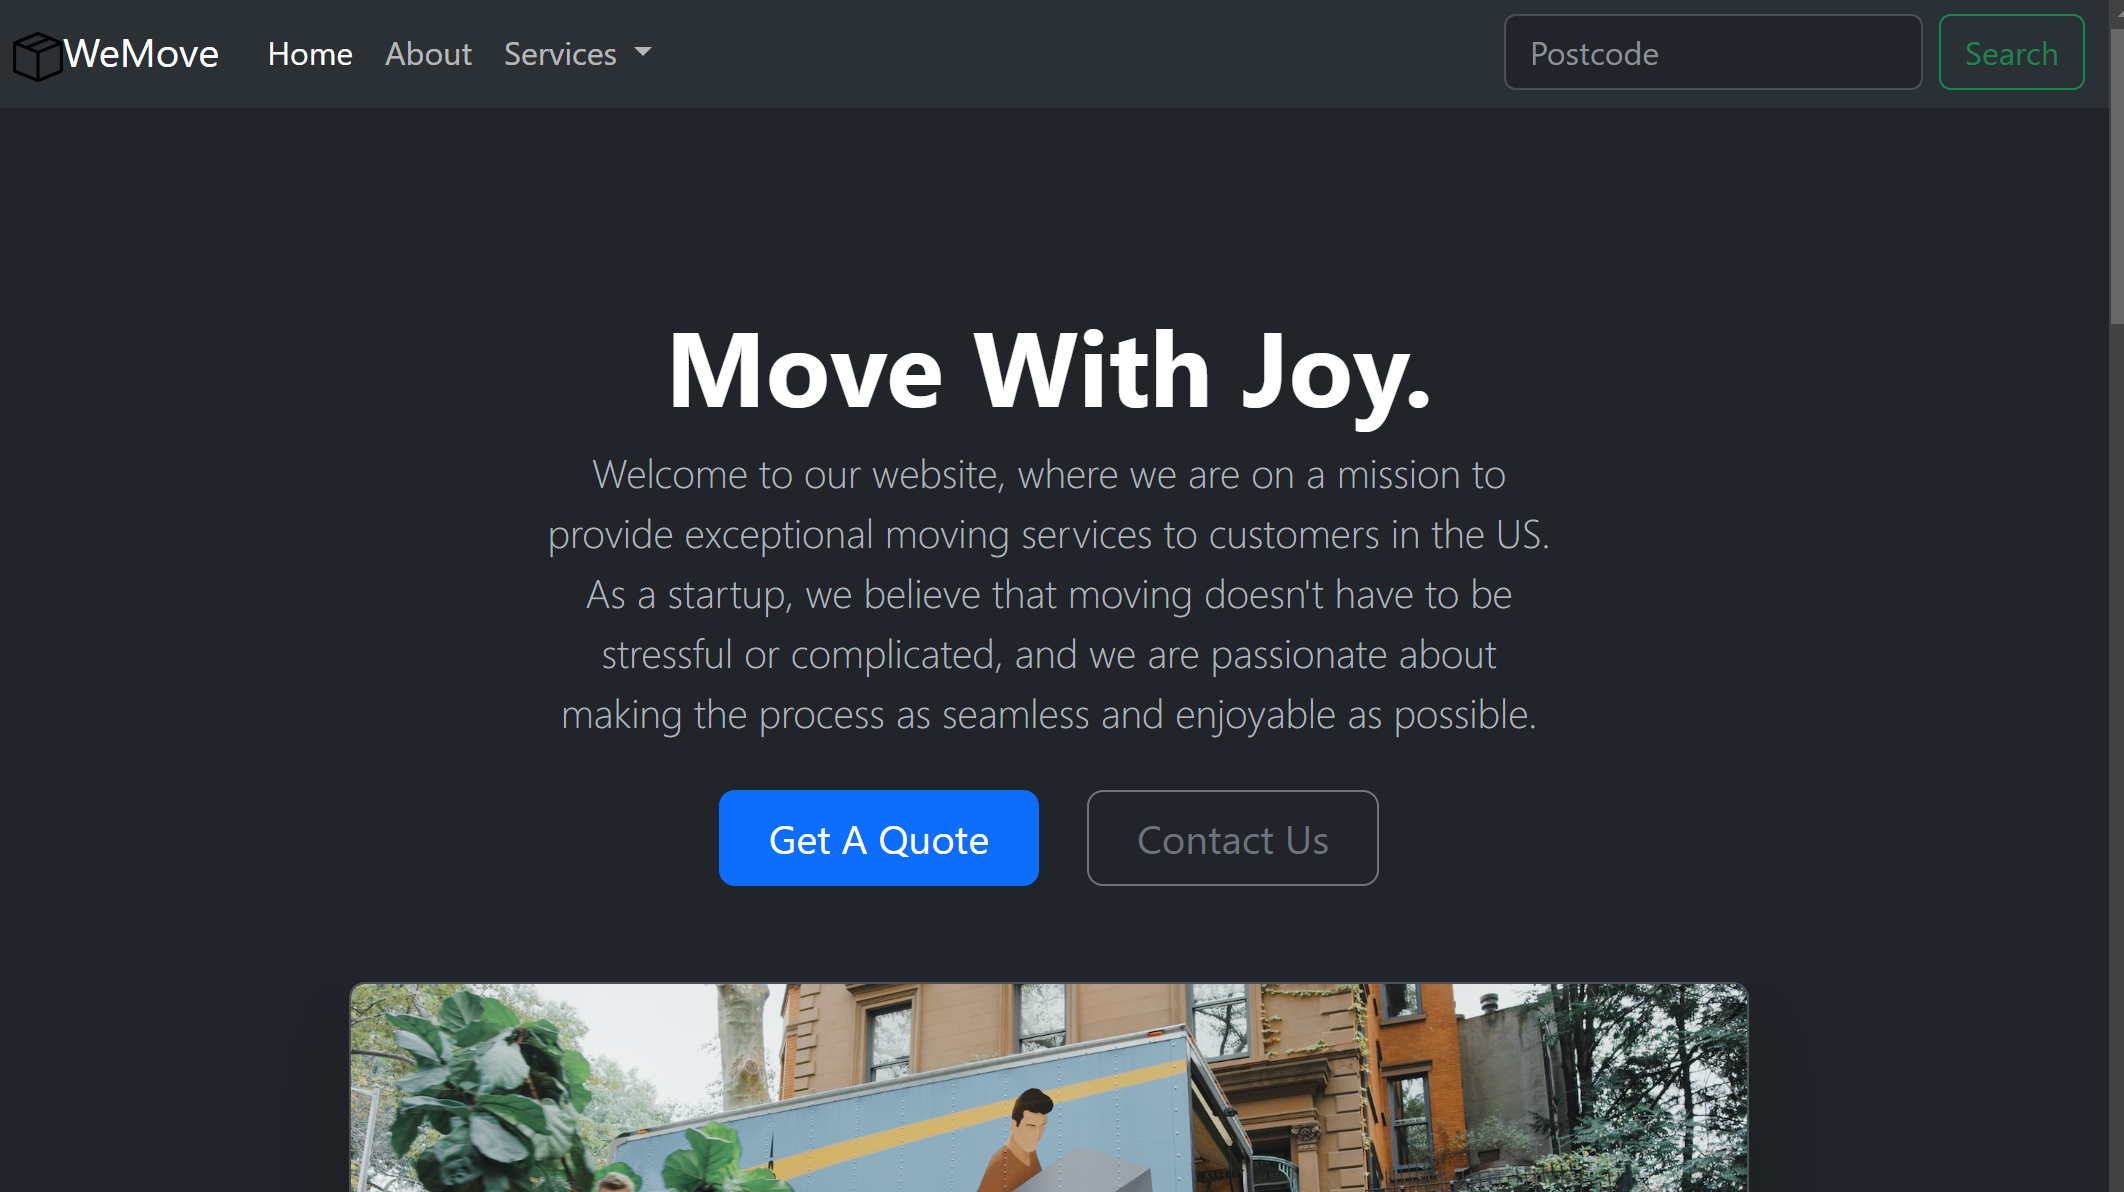 WeMove
Home
About
Services
Postcode
Search
Move With Joy.
Welcome to our website, where we are on a mission to
provide exceptional moving services to customers in the US.
As a startup, we believe that moving doesn't have to be
stressful or complicated, and we are passionate about
making the process as seamless and enjoyable as possible.
Get A Quote
Contact Us